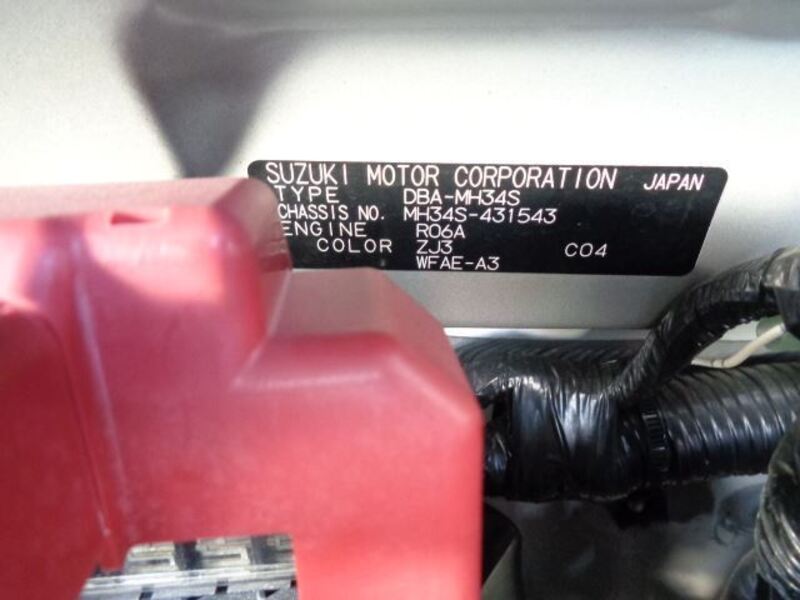 SUZUKI MOTOR CORPORATION JAPAN
TYPE DBA-MH34S
CHASSIS NO. MH34S-431543
ENGINE R06A
COLOR ZJ3 C04
WFAE-A3